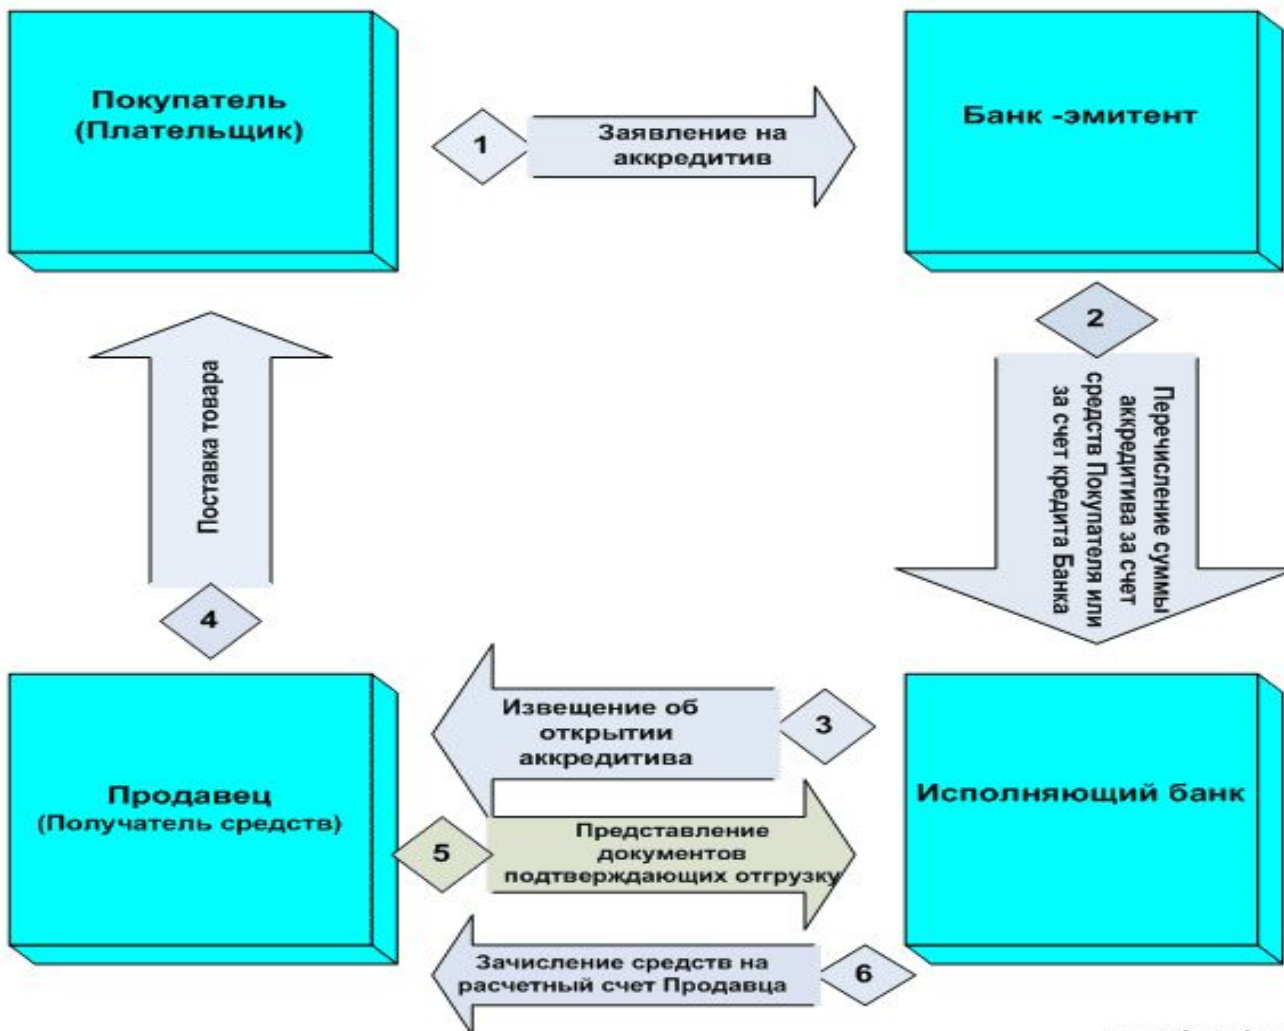 Покупатель
(Плательщик)
1
Заявление на
аккредитив
Банк -эмитент
2
Перечисление суммы
аккредитива за счет
средств Покупателя или
за счет кредита Банка
Поставка товара
4
Извещение об
открытии
аккредитива
3
Продавец
(Получатель средств)
Исполняющий банк
5
Представление
документов
подтверждающих отгрузку
Зачисление средств на
расчетный счет Продавца
6